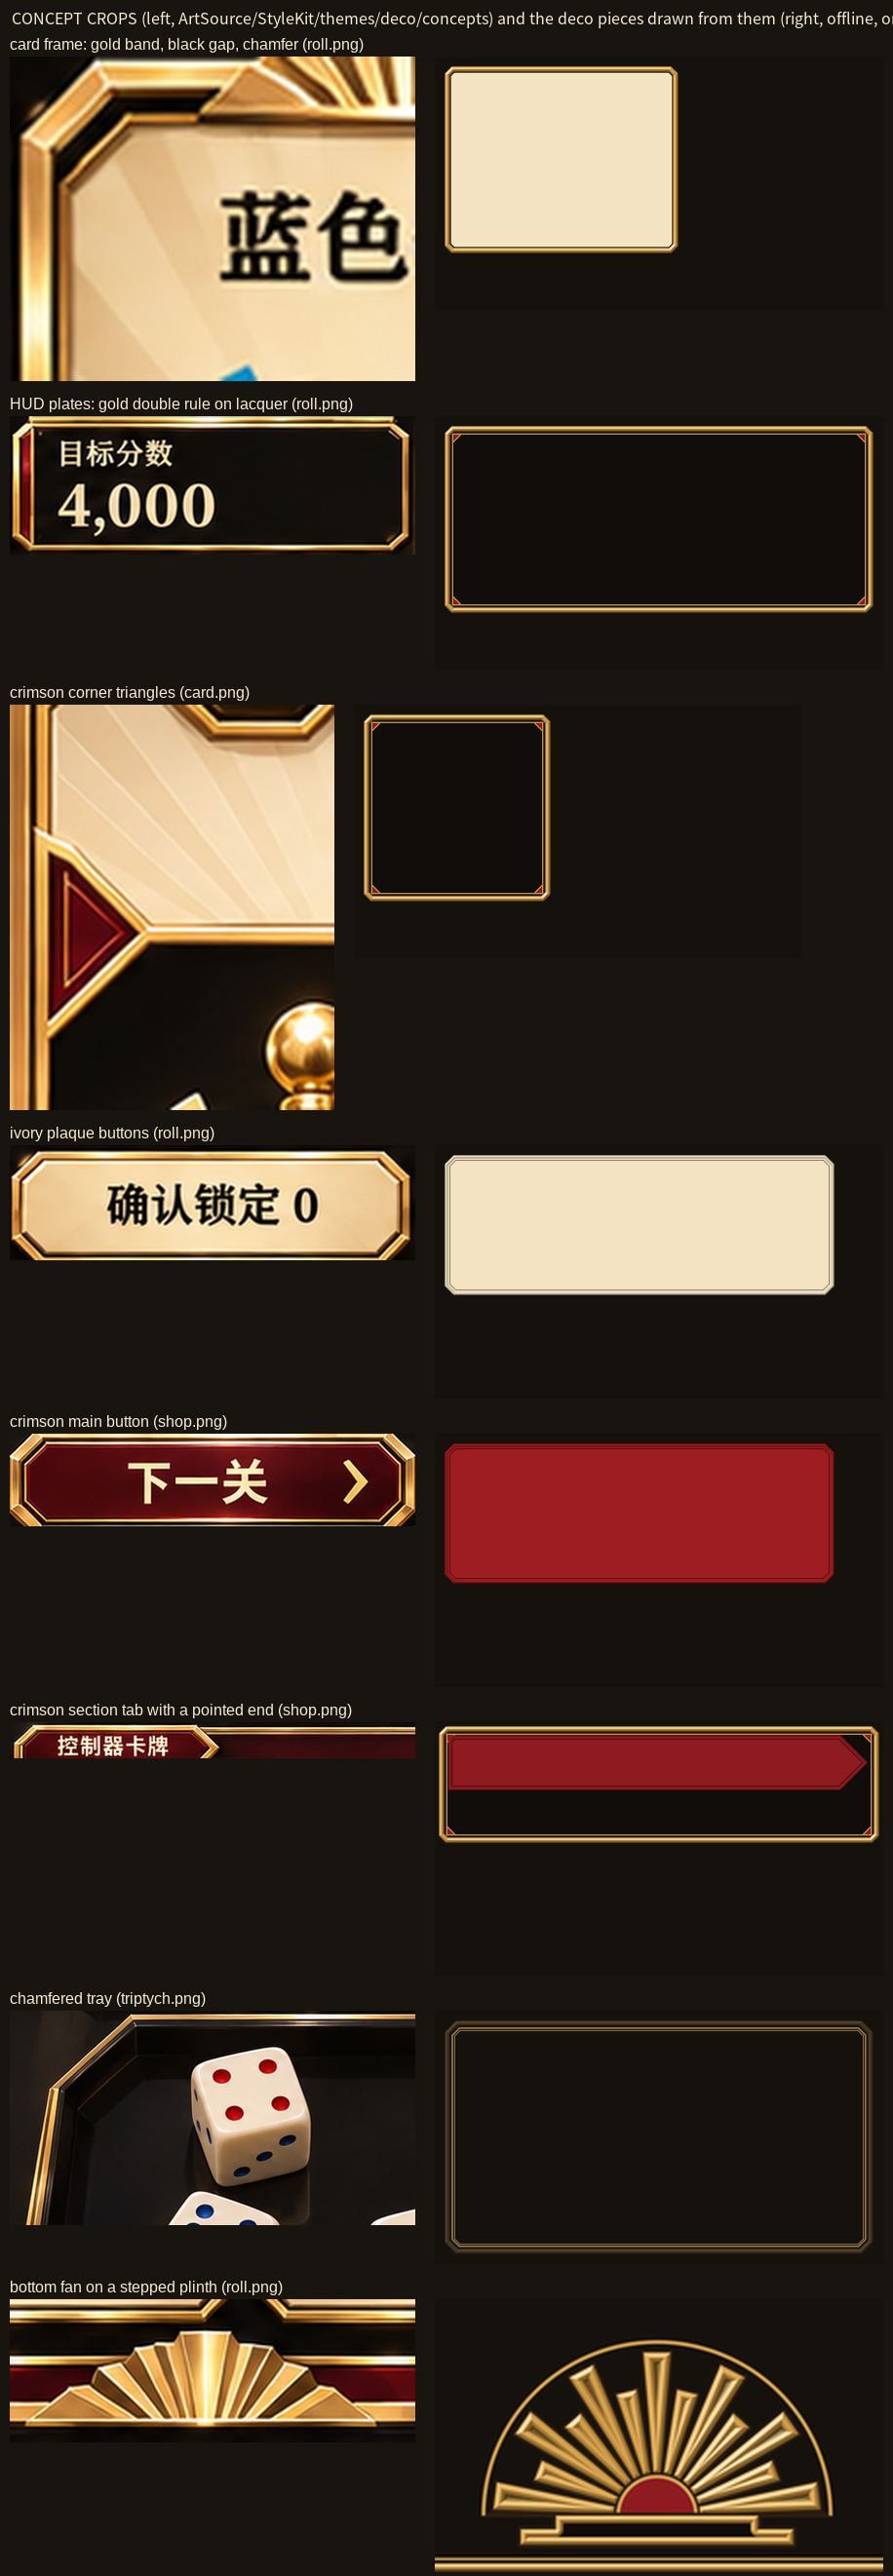 CONCEPT CROPS (left, ArtSource/StyleKit/themes/deco/concepts) and the deco pieces drawn from them (right, offline,
card frame: gold band, black gap, chamfer (roll.png)
蓝色
HUD plates: gold double rule on lacquer (roll.png)
目标分数
4,000
crimson corner triangles (card.png)
ivory plaque buttons (roll.png)
确认锁定 0
crimson main button (shop.png)
下一关
crimson section tab with a pointed end (shop.png)
控制器卡牌
chamfered tray (triptych.png)
bottom fan on a stepped plinth (roll.png)